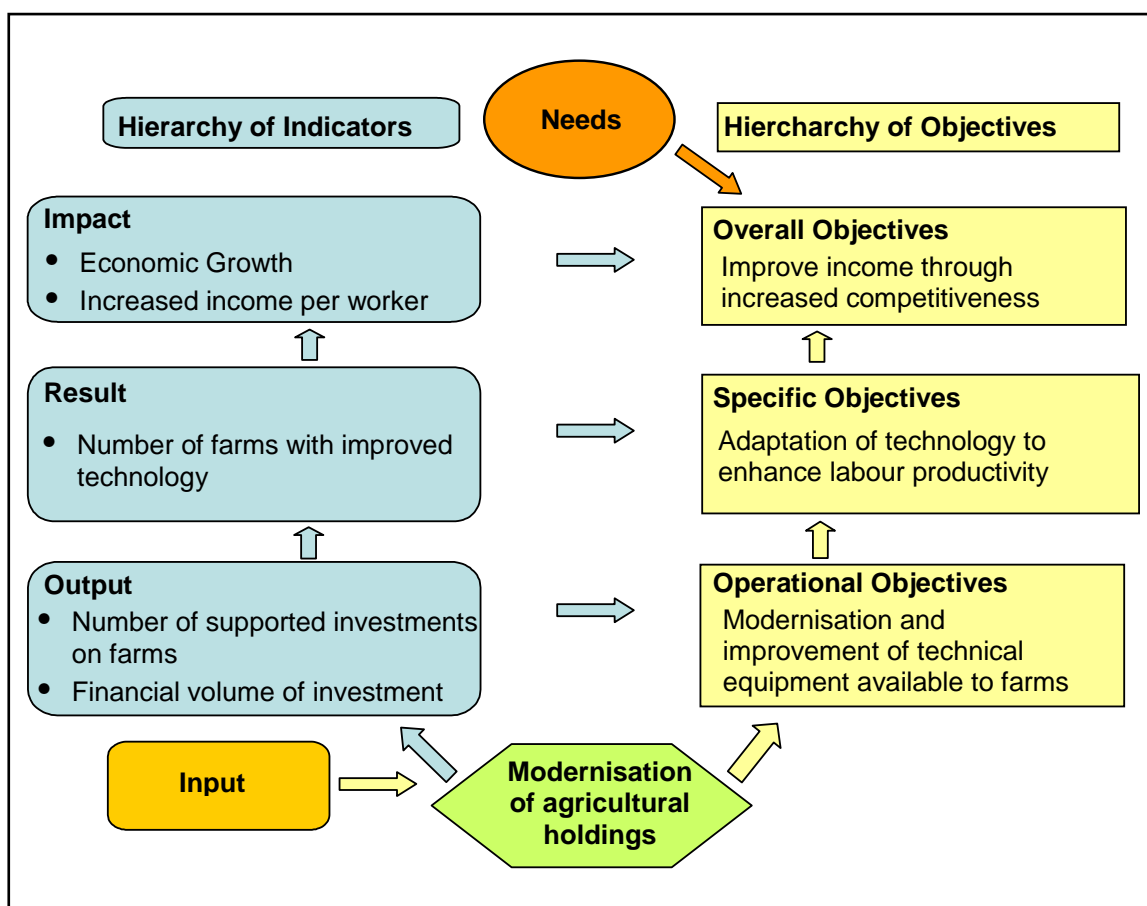 Needs
Hierarchy of Indicators
Hiercharchy of Objectives
Impact
• Economic Growth
• Increased income per worker
Overall Objectives
Improve income through
increased competitiveness
Result
• Number of farms with improved
technology
Specific Objectives
Adaptation of technology to
enhance labour productivity
Output
• Number of supported investments
on farms
• Financial volume of investment
Operational Objectives
Modernisation and
improvement of technical
equipment available to farms
Input
Modernisation
of agricultural
holdings